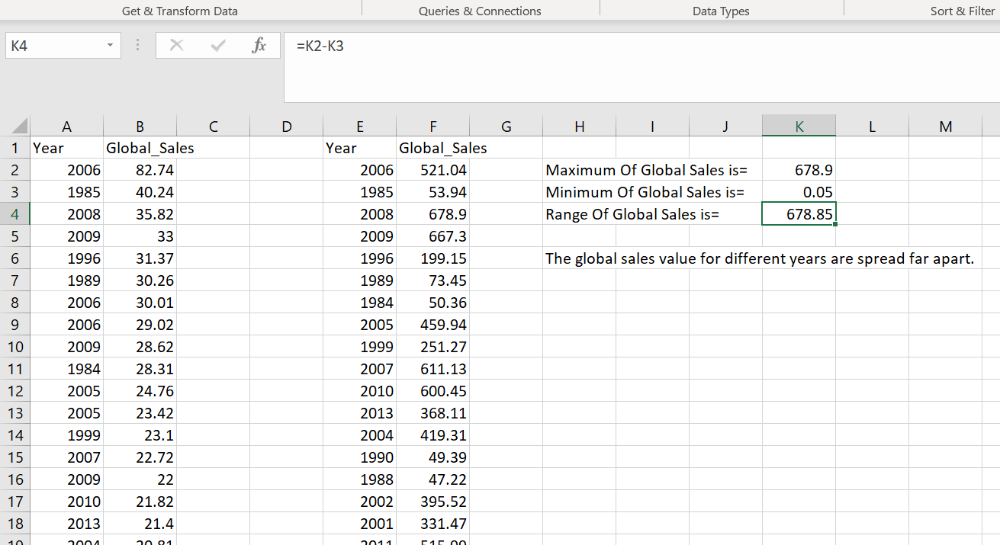 Get & Transform Data Queries & Connections Data Types Sort & Filter
K4 fx =K2-K3
A B C D E F G H I J K L M
1 Year Global_Sales Year Global_Sales
2 2006 82.74 2006 521.04 Maximum Of Global Sales is= 678.9
3 1985 40.24 1985 53.94 Minimum Of Global Sales is= 0.05
4 2008 35.82 2008 678.9 Range Of Global Sales is= 678.85
5 2009 33 2009 667.3
6 1996 31.37 1996 199.15 The global sales value for different years are spread far apart.
7 1989 30.26 1989 73.45
8 2006 30.01 1984 50.36
9 2006 29.02 2005 459.94
10 2009 28.62 1999 251.27
11 1984 28.31 2007 611.13
12 2005 24.76 2010 600.45
13 2005 23.42 2013 368.11
14 1999 23.1 2004 419.31
15 2007 22.72 1990 49.39
16 2009 22 1988 47.22
17 2010 21.82 2002 395.52
18 2013 21.4 2001 331.47
19 2004 20.81 2011